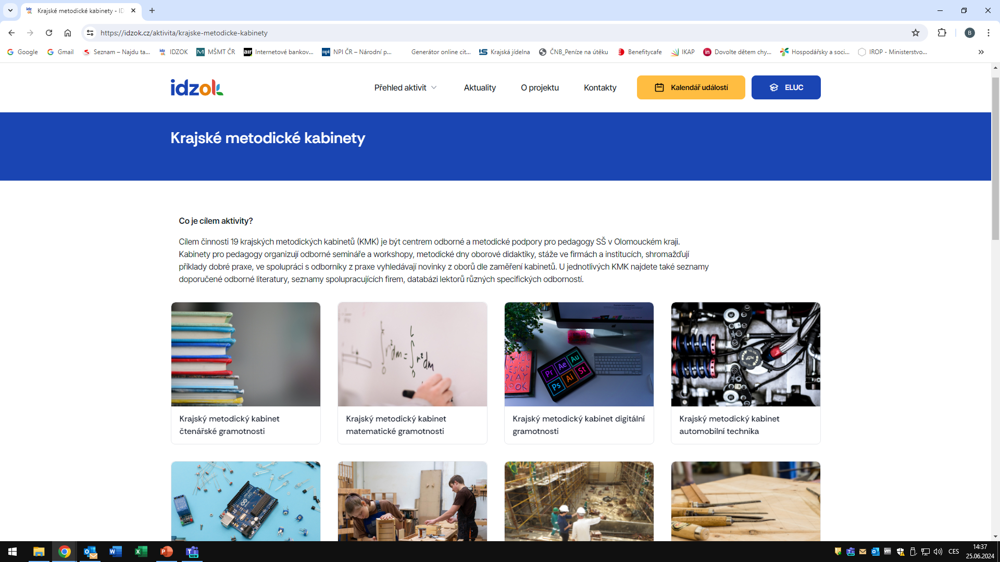 Krajské metodické kabinety - ID
https://idzok.cz/aktivita/krajske-metodicke-kabinety
B
Google
Gmail
Seznam – Najdu ta...
IDZOK
MŠMT ČR
Internetové bankov...
NPI ČR – Národní p...
Generátor online cit...
Krajská jídelna
ČNB_Peníze na útěku
Benefitycafe
IKAP
Dovolte dětem chy...
Hospodářsky a soci...
IROP - Ministerstvo...
idzok
Přehled aktivit
Aktuality
O projektu
Kontakty
Kalendář událostí
ELUC
Krajské metodické kabinety
Co je cílem aktivity?
Cílem činnosti 19 krajských metodických kabinetů (KMK) je být centrem odborné a metodické podpory pro pedagogy SŠ v Olomouckém kraji.
Kabinety pro pedagogy organizují odborné semináře a workshopy, metodické dny oborové didaktiky, stáže ve firmách a institucích, shromažďují
příklady dobré praxe, ve spolupráci s odborníky z praxe vyhledávají novinky z oborů dle zaměření kabinetů. U jednotlivých KMK najdete také seznamy
doporučené odborné literatury, seznamy spolupracujících firem, databázi lektorů různých specifických odborností.
Pr Ae Au
Ps Ai St
DESIGN
PLAY
BOOK
Krajský metodický kabinet
čtenářské gramotnosti
Krajský metodický kabinet
matematické gramotnosti
Krajský metodický kabinet digitální
gramotnosti
Krajský metodický kabinet
automobilní technika
CES
14:37
25.06.2024